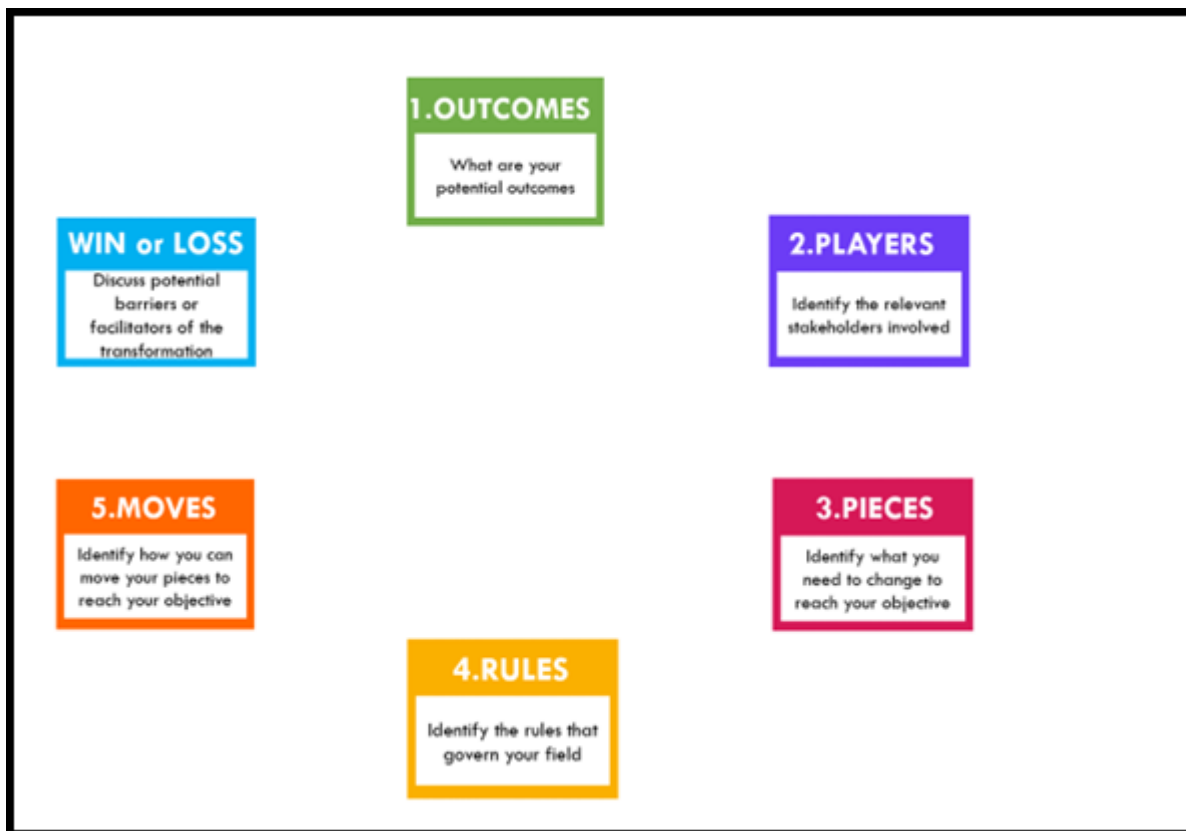 1.OUTCOMES
What are your
potential outcomes
2.PLAYERS
Identify the relevant
stakeholders involved
3.PIECES
Identify what you
need to change to
reach your objective
4.RULES
Identify the rules that
govern your field
5.MOVES
Identify how you can
move your pieces to
reach your objective
WIN or LOSS
Discuss potential
barriers or
facilitators of the
transformation